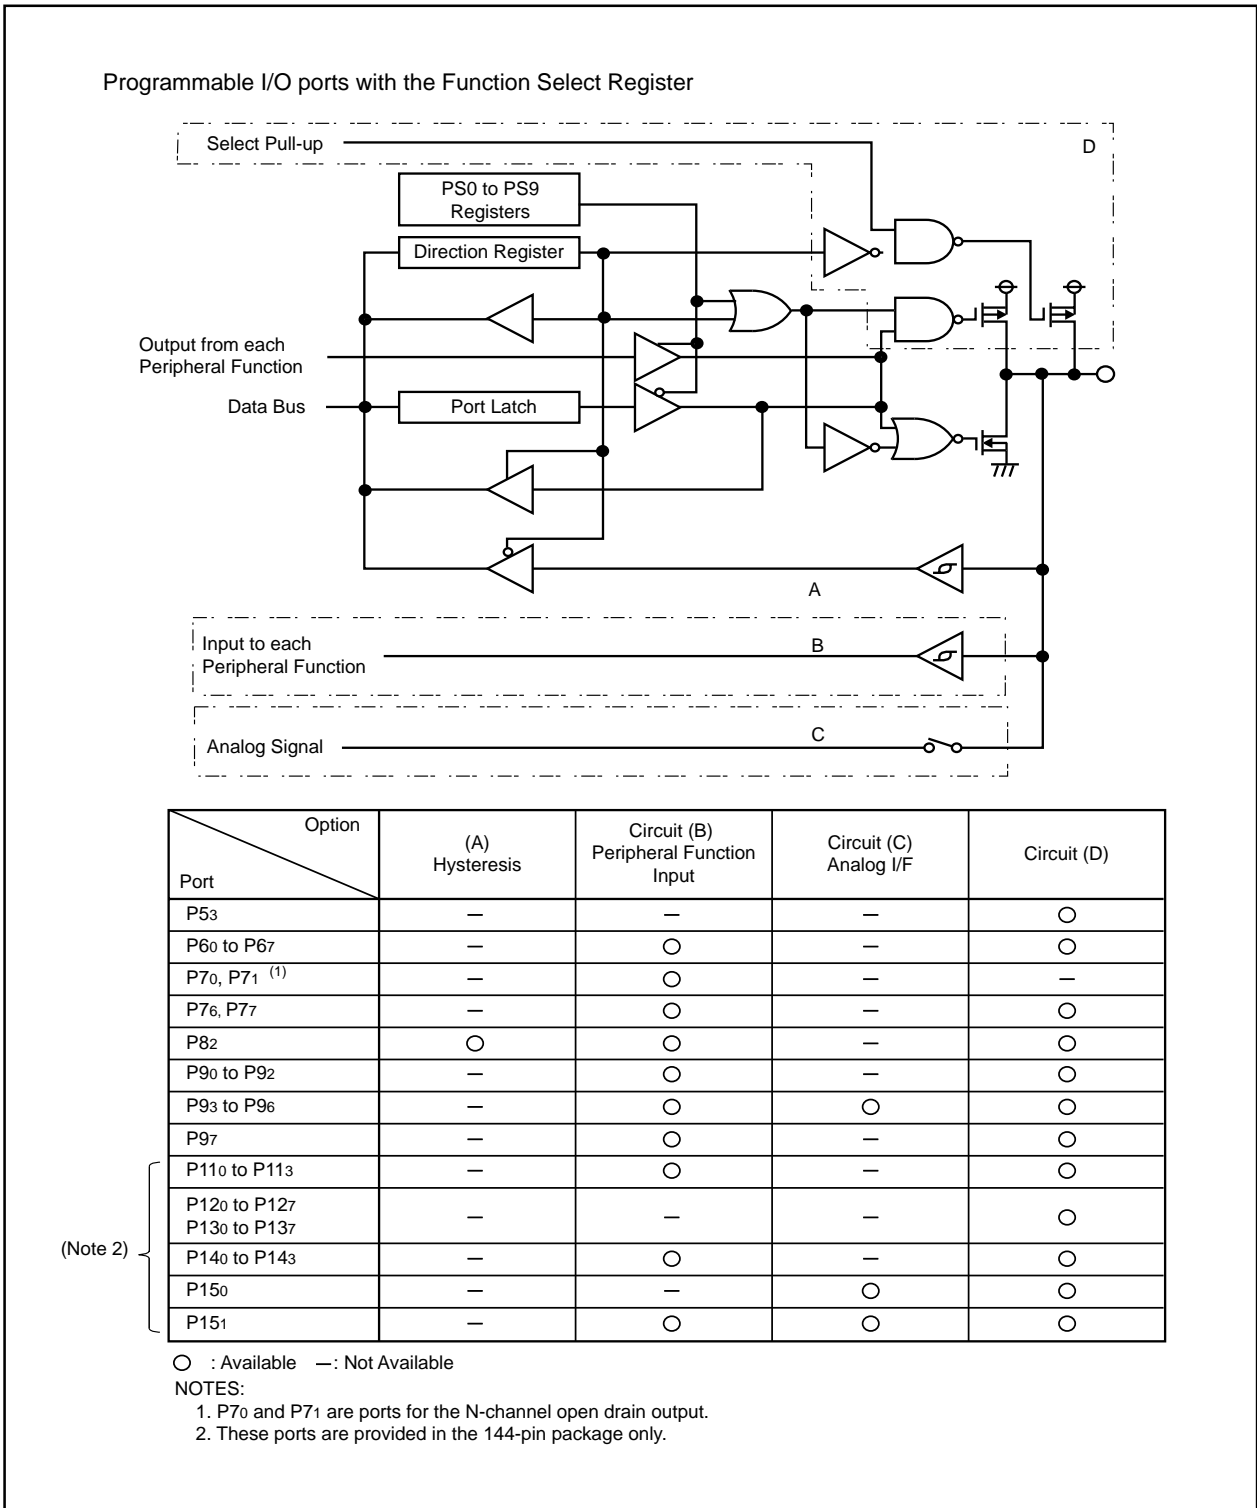 Programmable I/O ports with the Function Select Register
Select Pull-up
D
PS0 to PS9
Registers
Direction Register
Output from each
Peripheral Function
Data Bus
Port Latch
A
Input to each
Peripheral Function
B
Analog Signal
C
Option
Port
(A)
Hysteresis
Circuit (B)
Peripheral Function
Input
Circuit (C)
Analog I/F
Circuit (D)
P53 – – – ○
P60 to P67 – ○ – ○
P70, P71 (1) – ○ – –
P76, P77 – ○ – ○
P82 ○ ○ – ○
P90 to P92 – ○ – ○
P93 to P96 – ○ ○ ○
P97 – ○ – ○
P110 to P113 – ○ – ○
P120 to P127
P130 to P137 – – – ○
(Note 2)
P140 to P143 – ○ – ○
P150 – – ○ ○
P151 – ○ ○ ○
○ : Available –: Not Available
NOTES:
1. P70 and P71 are ports for the N-channel open drain output.
2. These ports are provided in the 144-pin package only.